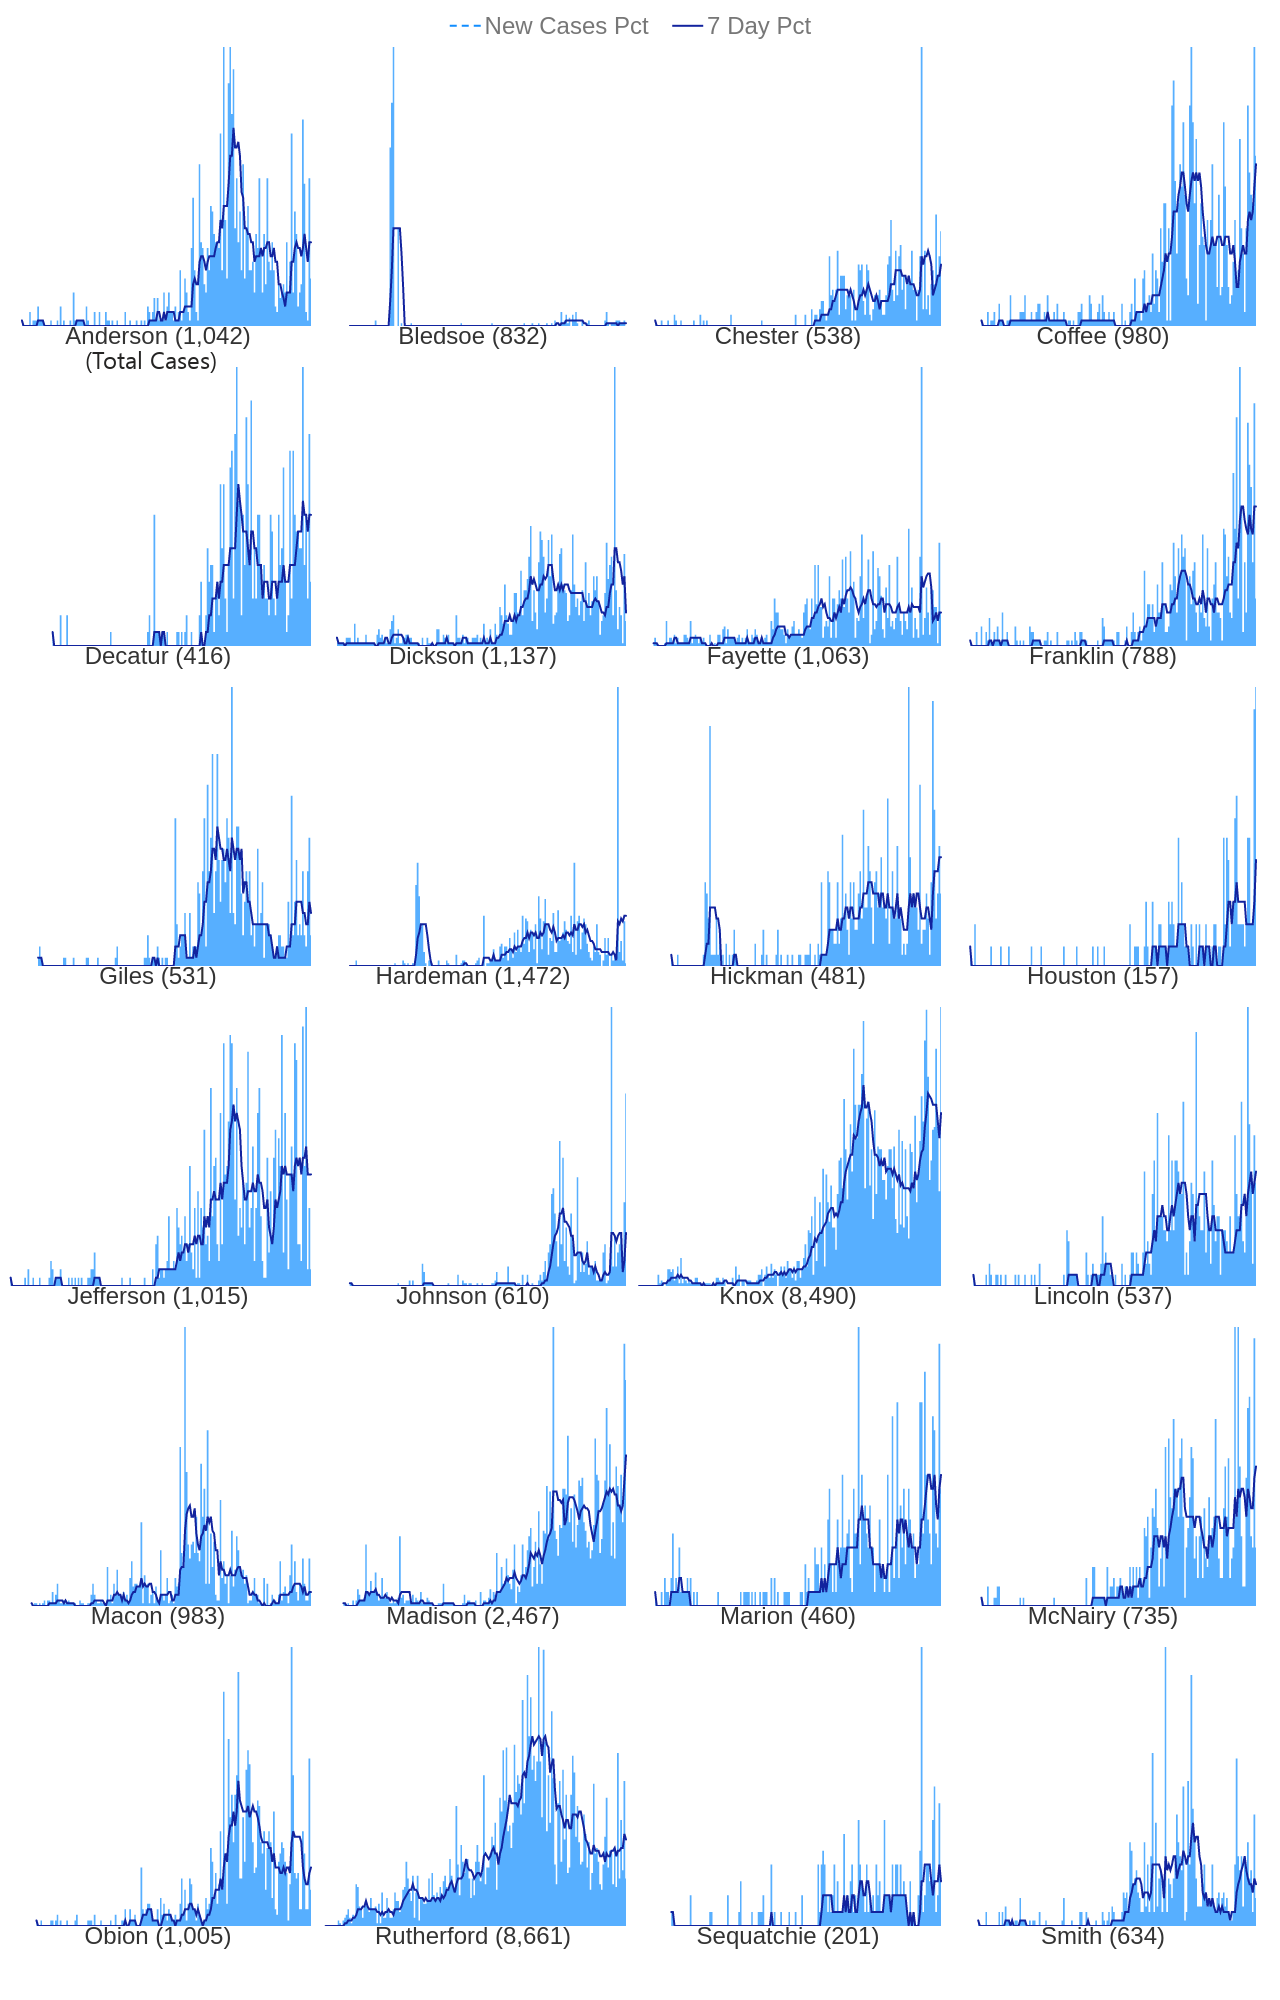 New Cases Pct 7 Day Pct
Anderson (1,042) Bledsoe (832) Chester (538) Coffee (980)
(Total Cases)
Decatur (416) Dickson (1,137) Fayette (1,063) Franklin (788)
Giles (531) Hardeman (1,472) Hickman (481) Houston (157)
Jefferson (1,015) Johnson (610) Knox (8,490) Lincoln (537)
Macon (983) Madison (2,467) Marion (460) McNairy (735)
Obion (1,005) Rutherford (8,661) Sequatchie (201) Smith (634)